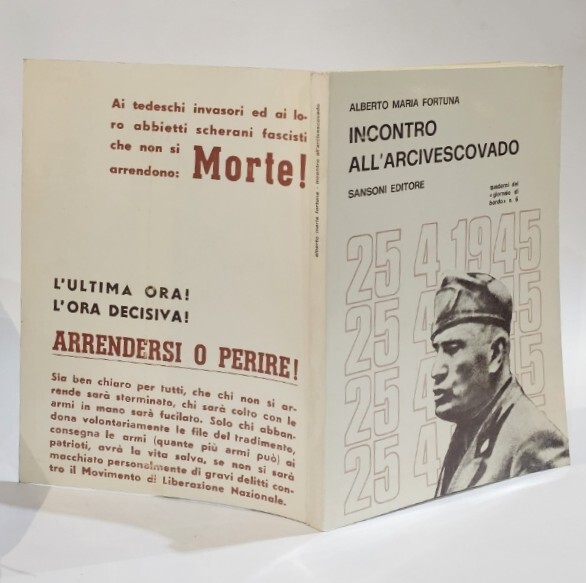 Ai tedeschi invasori ed ai lo-
ro abbietti scherani fascisti
che non si
arrendono: Morte!
L'ULTIMA ORA!
L'ORA DECISIVA!
ARRENDERSI O PERIRE!
Sia ben chiaro per tutti, che chi non si ar-
rende sarà sterminato, chi sarà colto con le
armi in mano sarà fucilato. Solo chi abban-
dona volontariamente le file del tradimento,
consegna le armi (quante più armi può) ai
patrioti, avrà la vita salva, se non si sarà
macchiato personalmente di gravi delitti con-
tro il Movimento di Liberazione Nazionale.
alberto maria fortuna incontro all'arcivescovado
ALBERTO MARIA FORTUNA
INCONTRO
ALL'ARCIVESCOVADO
SANSONI EDITORE
quaderni del
«giornale di
bordo» n. 6
25 4 1945
25 4 45
25 4 45
25 4 5
25 4